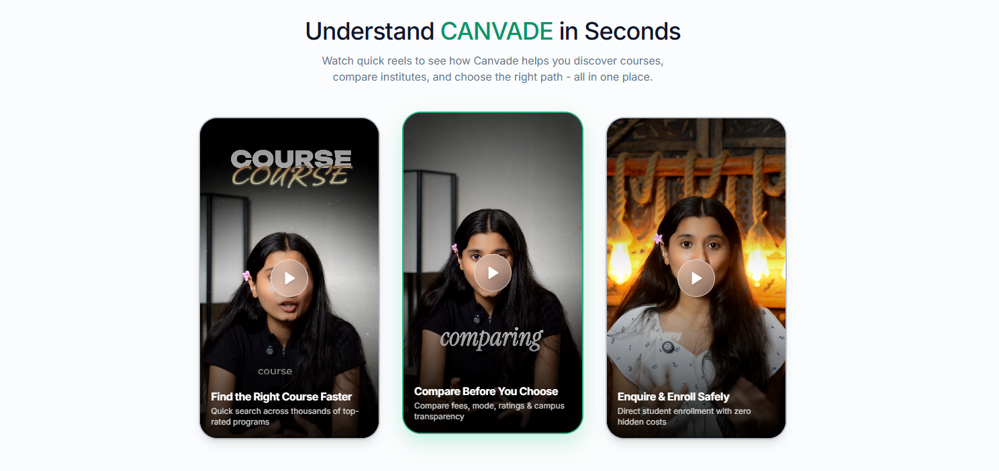 Understand CANVADE in Seconds
Watch quick reels to see how Canvade helps you discover courses,
compare institutes, and choose the right path - all in one place.
COURSE
COURSE
course
Find the Right Course Faster
Quick search across thousands of top-
rated programs
comparing
Compare Before You Choose
Compare fees, mode, ratings & campus
transparency
Enquire & Enroll Safely
Direct student enrollment with zero
hidden costs